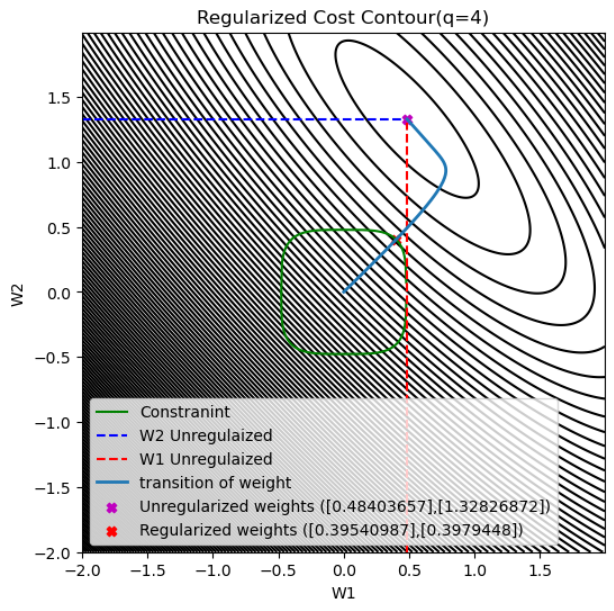 Regularized Cost Contour(q=4)
W2
1.5
1.0
0.5
0.0
−0.5
−1.0
−1.5
−2.0
Constranint
W2 Unregulaized
W1 Unregulaized
transition of weight
Unregularized weights ([0.48403657],[1.32826872])
Regularized weights ([0.39540987],[0.3979448])
−2.0 −1.5 −1.0 −0.5 0.0 0.5 1.0 1.5
W1